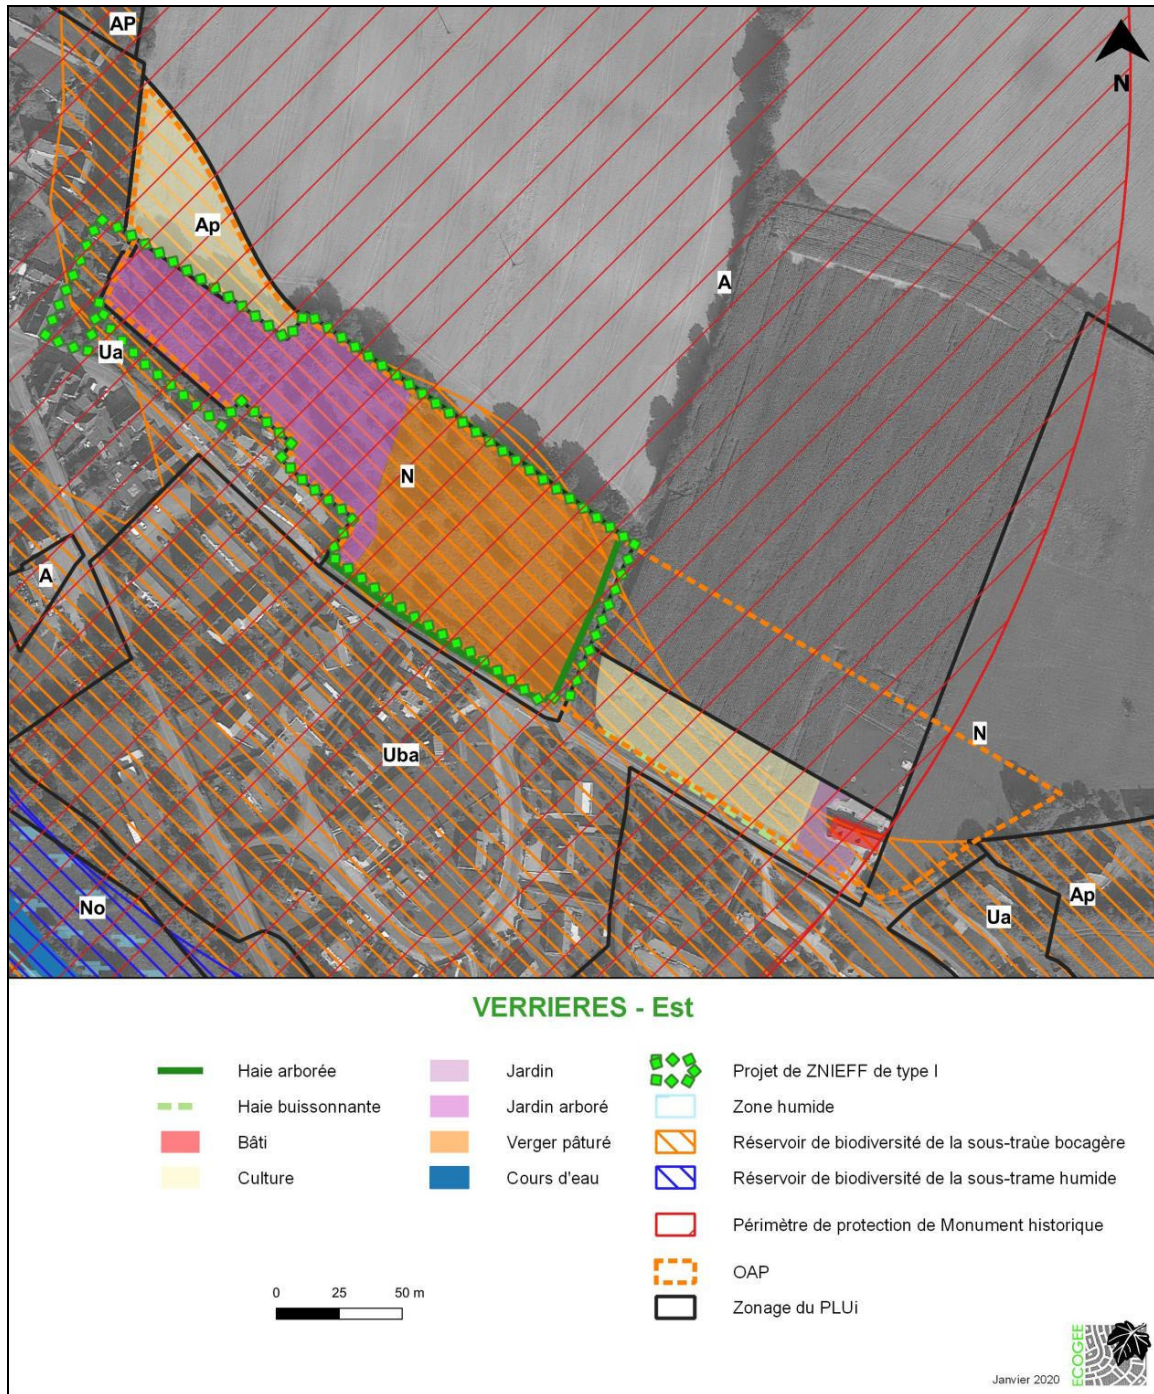 AP
N
Ap
A
Ua
N
A
N
Uba
Ap
No
Ua
VERRIERES - Est
Haie arborée
Haie buissonnante
Bâti
Culture
Jardin
Jardin arboré
Verger pâturé
Cours d'eau
Projet de ZNIEFF de type I
Zone humide
Réservoir de biodiversité de la sous-traùe bocagère
Réservoir de biodiversité de la sous-trame humide
Périmètre de protection de Monument historique
OAP
Zonage du PLUi
0 25 50 m
Janvier 2020
ECOGEE